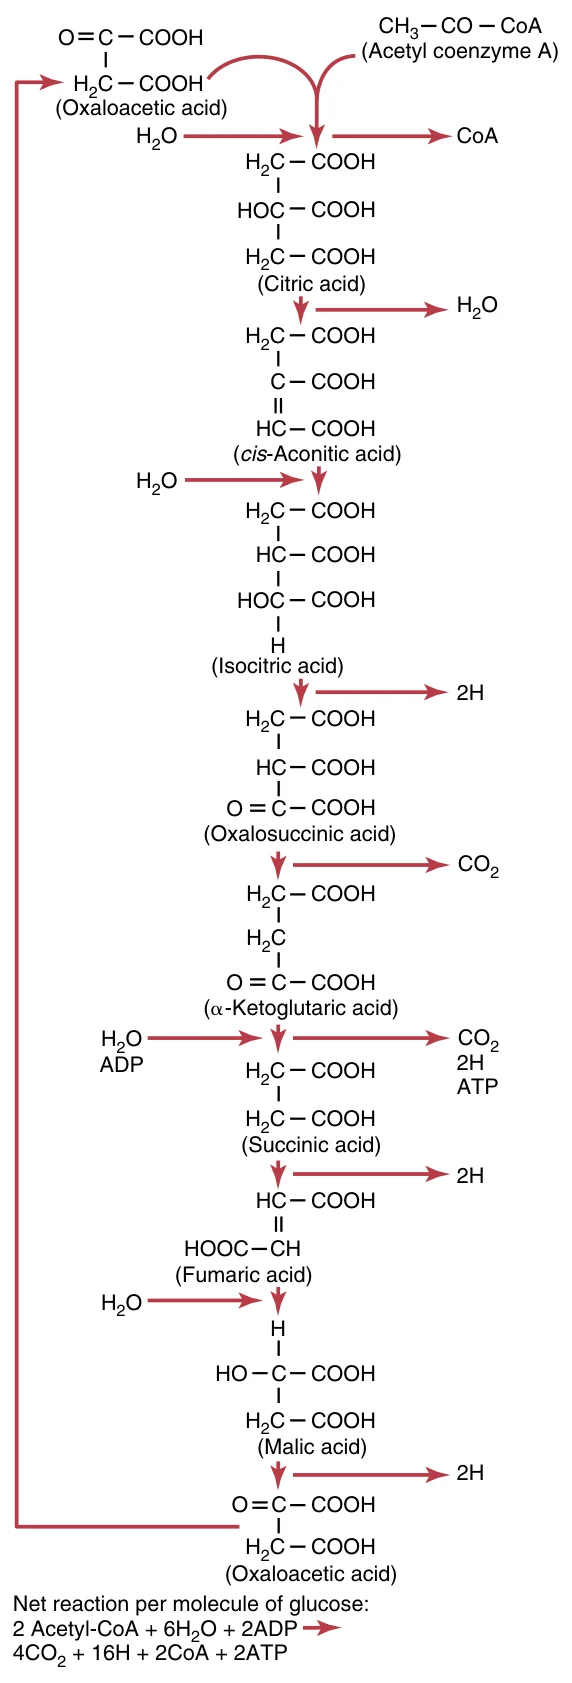 O=C–COOH
CH₃–CO–CoA
(Acetyl coenzyme A)
H₂C–COOH
(Oxaloacetic acid)
H₂O
CoA
H₂C–COOH
HOC–COOH
H₂C–COOH
(Citric acid)
H₂O
H₂C–COOH
C–COOH
HC–COOH
(cis-Aconitic acid)
H₂O
H₂C–COOH
HC–COOH
HOC–COOH
H
(Isocitric acid)
2H
H₂C–COOH
HC–COOH
O=C–COOH
(Oxalosuccinic acid)
CO₂
H₂C–COOH
H₂C
O=C–COOH
(α-Ketoglutaric acid)
H₂O
ADP
CO₂
2H
ATP
H₂C–COOH
H₂C–COOH
(Succinic acid)
2H
HC–COOH
HOOC–CH
(Fumaric acid)
H₂O
H
HO–C–COOH
H₂C–COOH
(Malic acid)
2H
O=C–COOH
H₂C–COOH
(Oxaloacetic acid)
Net reaction per molecule of glucose:
2 Acetyl-CoA + 6H₂O + 2ADP →
4CO₂ + 16H + 2CoA + 2ATP